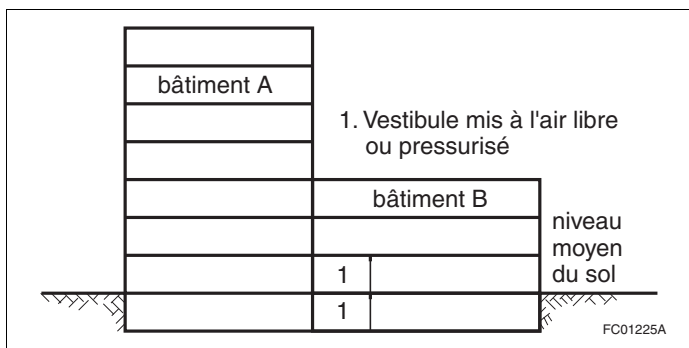 bâtiment A
1. Vestibule mis à l'air libre
ou pressurisé
bâtiment B
niveau
moyen
du sol
1
1
FC01225A